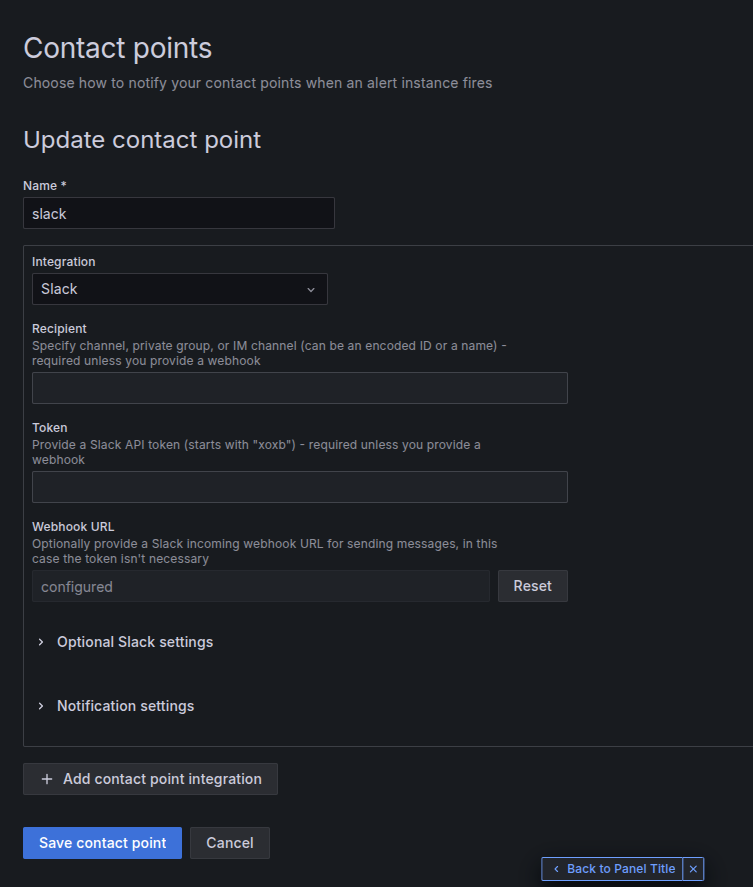 Contact points
Choose how to notify your contact points when an alert instance fires
Update contact point
Name *
slack
Integration
Slack
Recipient
Specify channel, private group, or IM channel (can be an encoded ID or a name) -
required unless you provide a webhook
Token
Provide a Slack API token (starts with "xoxb") - required unless you provide a
webhook
Webhook URL
Optionally provide a Slack incoming webhook URL for sending messages, in this
case the token isn't necessary
configured
Reset
Optional Slack settings
Notification settings
Add contact point integration
Save contact point
Cancel
Back to Panel Title